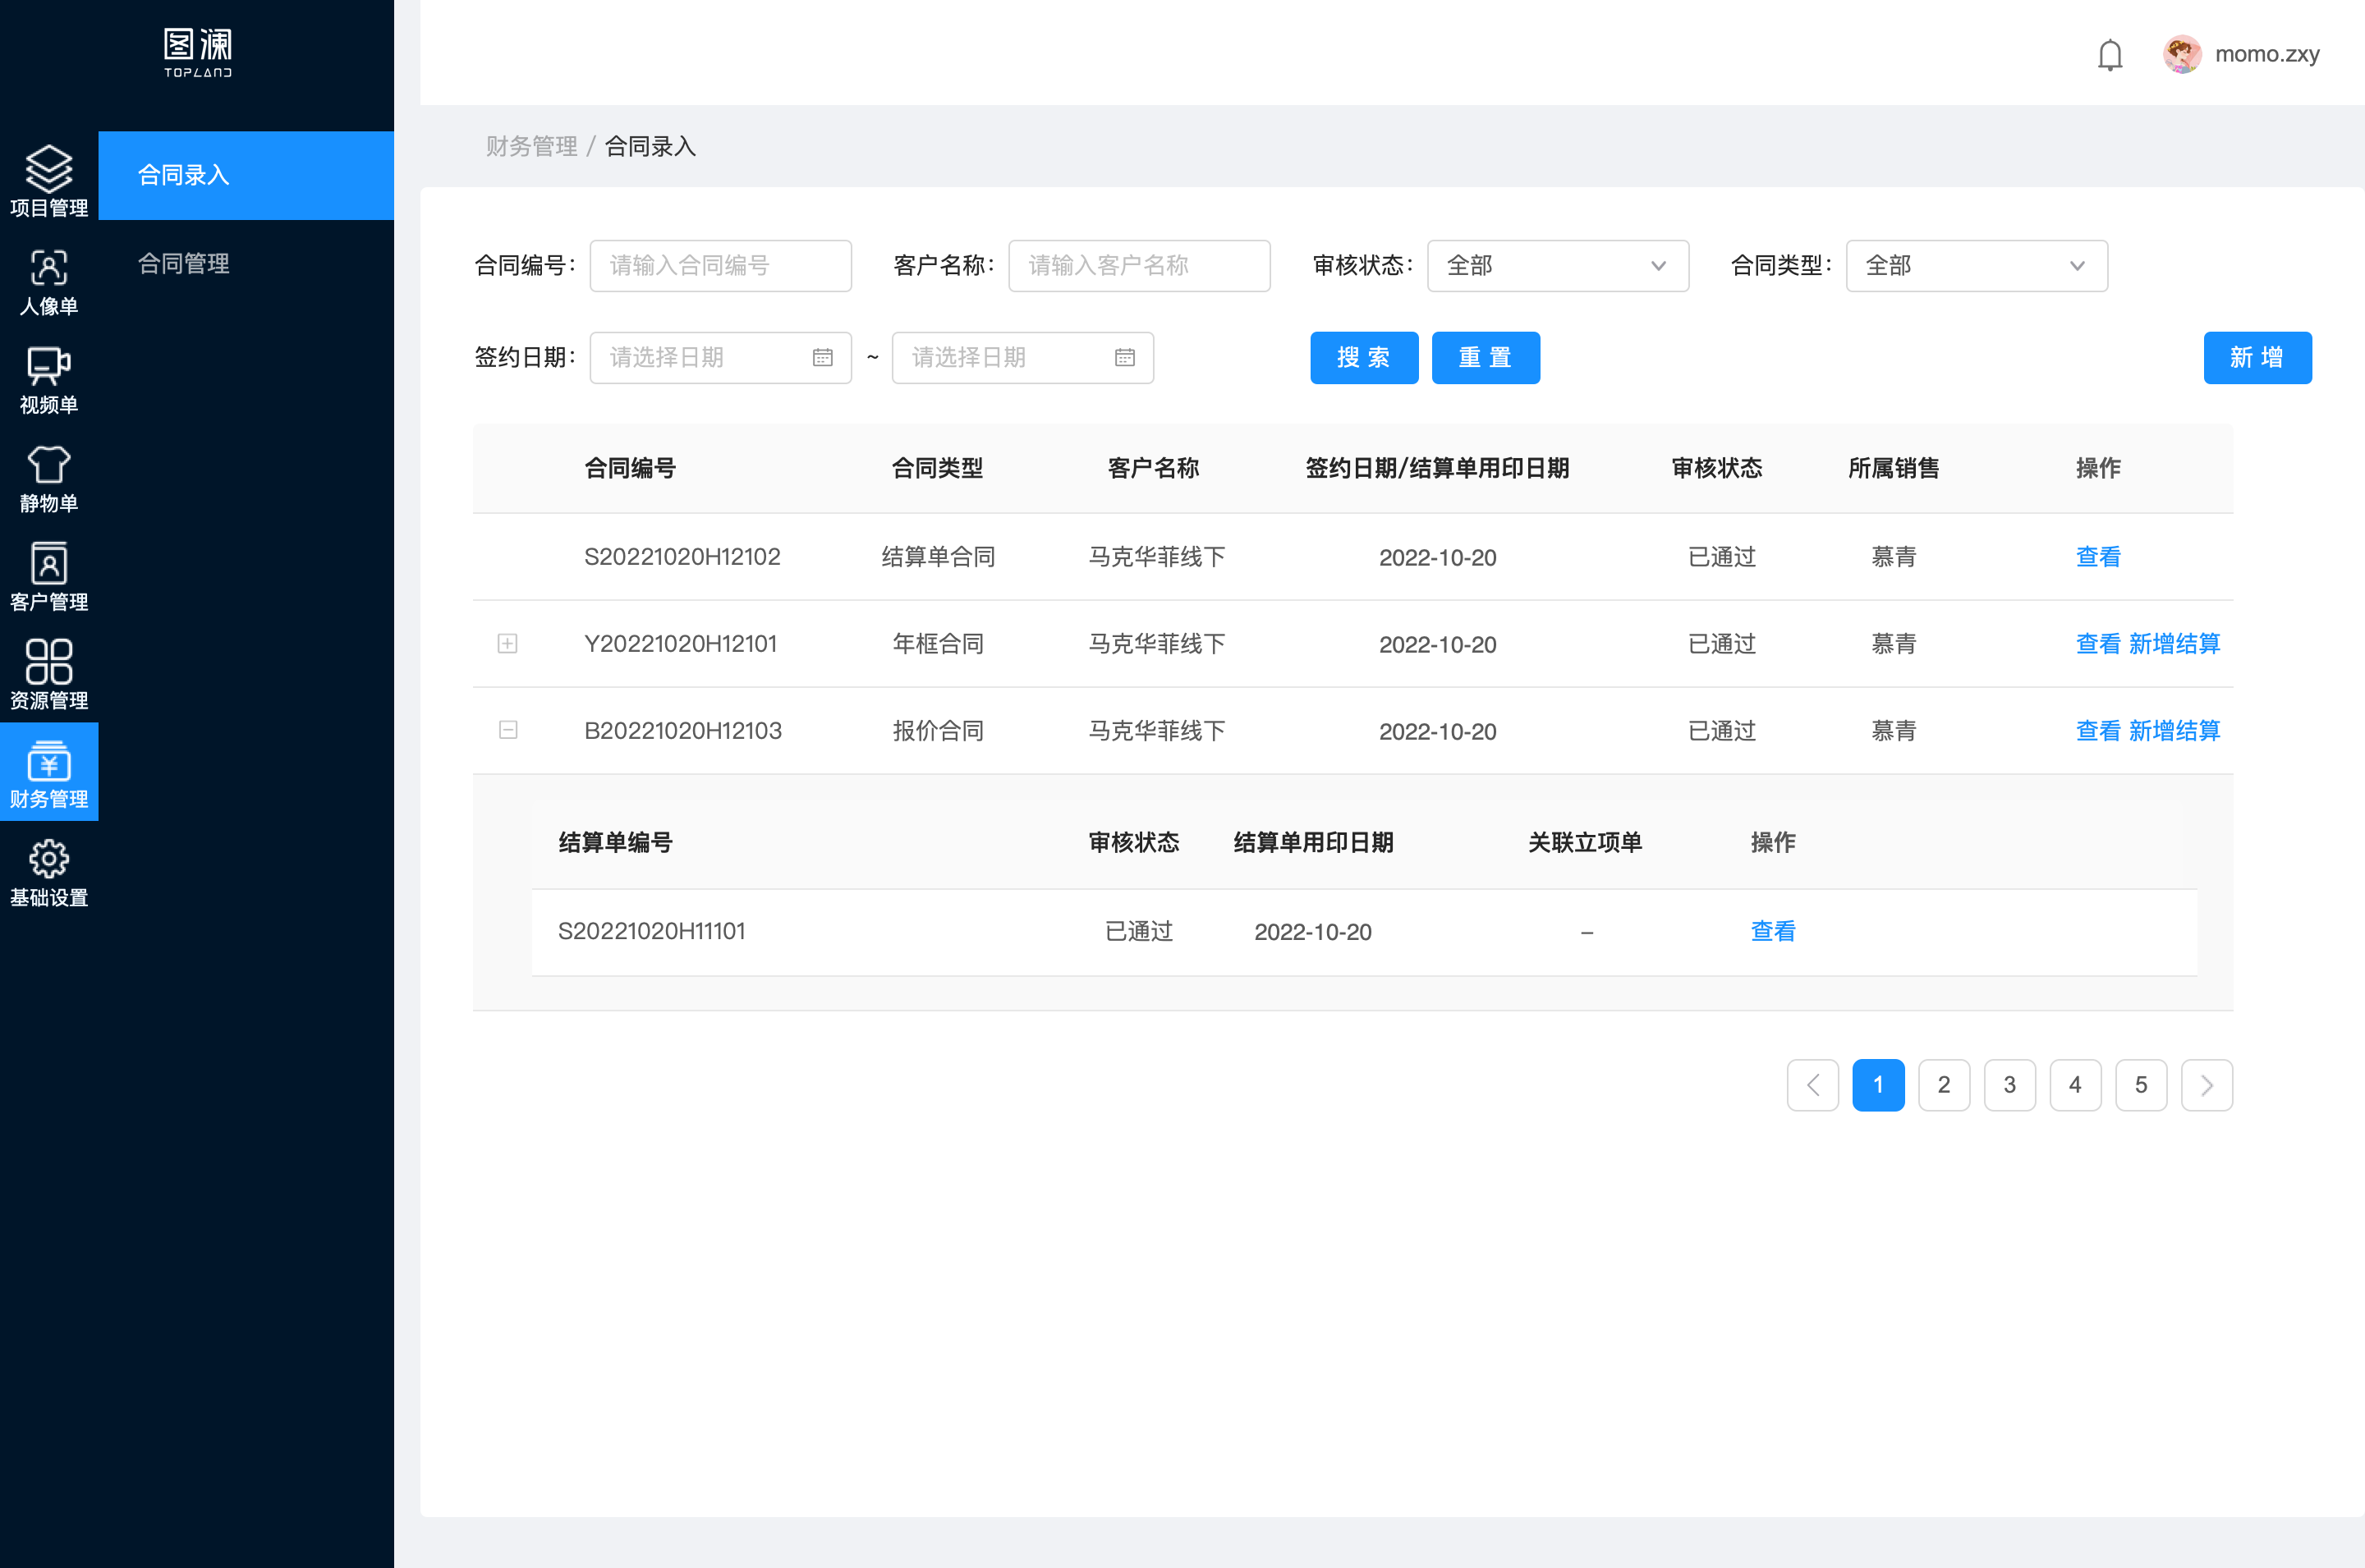 图澜
TOPLAND
momo.zxy
项目管理
人像单
视频单
静物单
客户管理
资源管理
财务管理
基础设置
合同录入
合同管理
财务管理 / 合同录入
合同编号： 请输入合同编号 客户名称： 请输入客户名称 审核状态： 全部 合同类型： 全部
签约日期： 请选择日期 ~ 请选择日期 搜 索 重 置 新 增
合同编号 合同类型 客户名称 签约日期/结算单用印日期 审核状态 所属销售 操作
S20221020H12102 结算单合同 马克华菲线下 2022-10-20 已通过 慕青 查看
Y20221020H12101 年框合同 马克华菲线下 2022-10-20 已通过 慕青 查看 新增结算
B20221020H12103 报价合同 马克华菲线下 2022-10-20 已通过 慕青 查看 新增结算
结算单编号 审核状态 结算单用印日期 关联立项单 操作
S20221020H11101 已通过 2022-10-20 – 查看
1 2 3 4 5